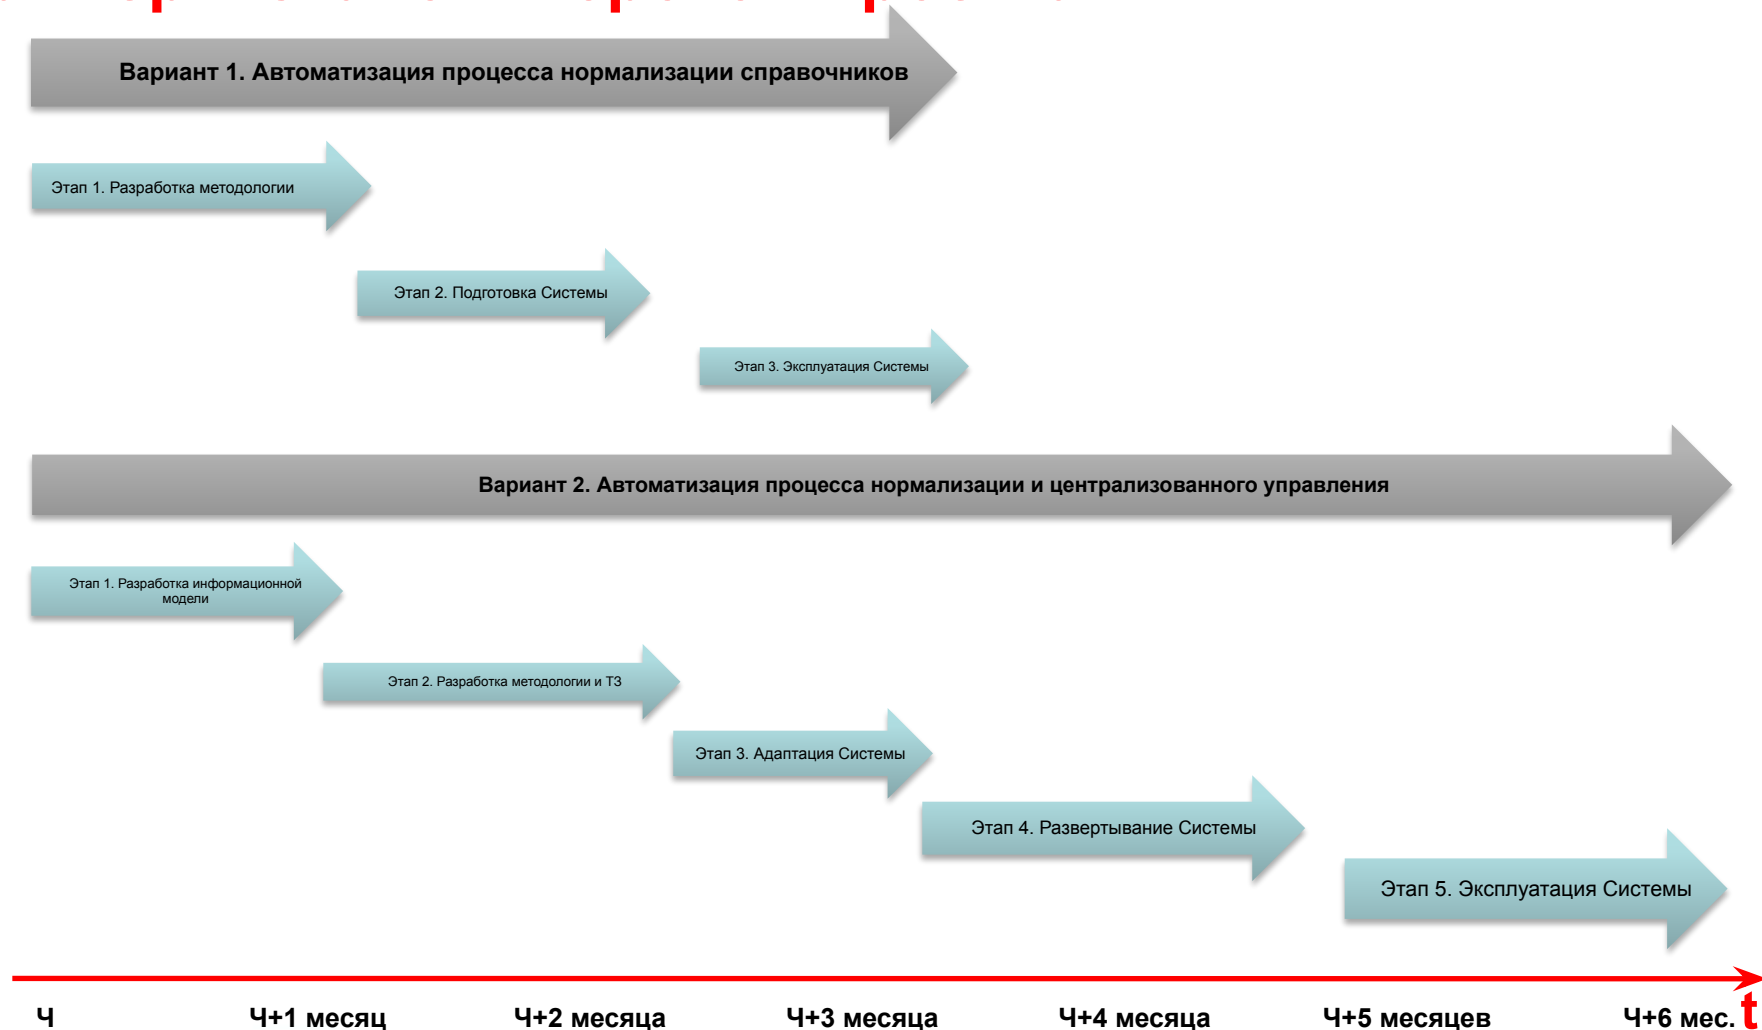 Вариант 1. Автоматизация процесса нормализации справочников
Этап 1. Разработка методологии
Этап 2. Подготовка Системы
Этап 3. Эксплуатация Системы
Вариант 2. Автоматизация процесса нормализации и централизованного управления
Этап 1. Разработка информационной
модели
Этап 2. Разработка методологии и ТЗ
Этап 3. Адаптация Системы
Этап 4. Развертывание Системы
Этап 5. Эксплуатация Системы
Ч Ч+1 месяц Ч+2 месяца Ч+3 месяца Ч+4 месяца Ч+5 месяцев Ч+6 мес. t